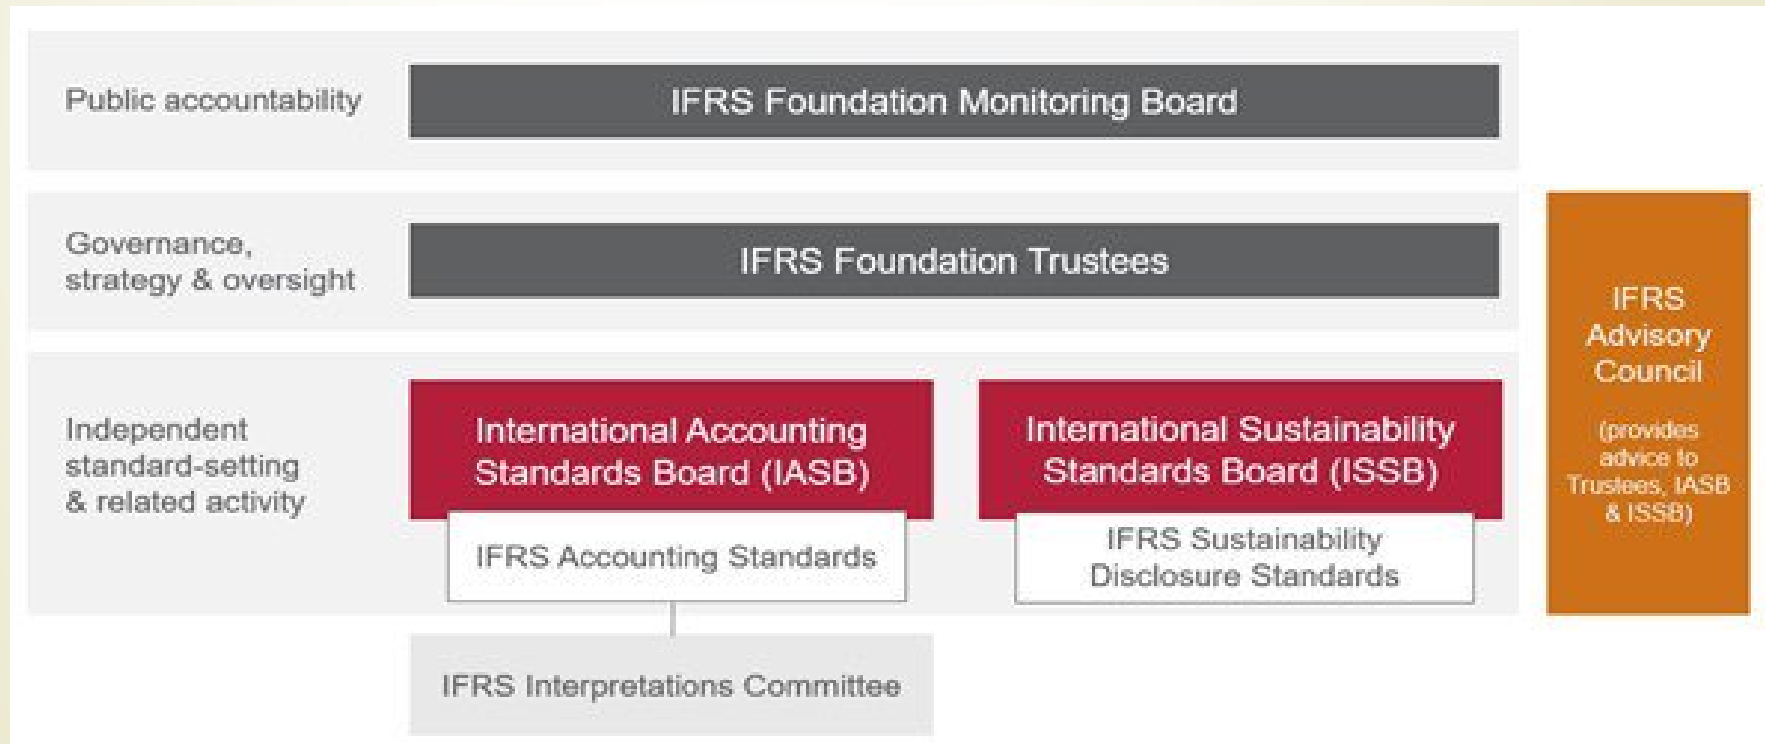 Public accountability
IFRS Foundation Monitoring Board
Governance,
strategy & oversight
IFRS Foundation Trustees
Independent
standard-setting
& related activity
International Accounting
Standards Board (IASB)
IFRS Accounting Standards
IFRS Interpretations Committee
International Sustainability
Standards Board (ISSB)
IFRS Sustainability
Disclosure Standards
IFRS
Advisory
Council
(provides
advice to
Trustees, IASB
& ISSB)